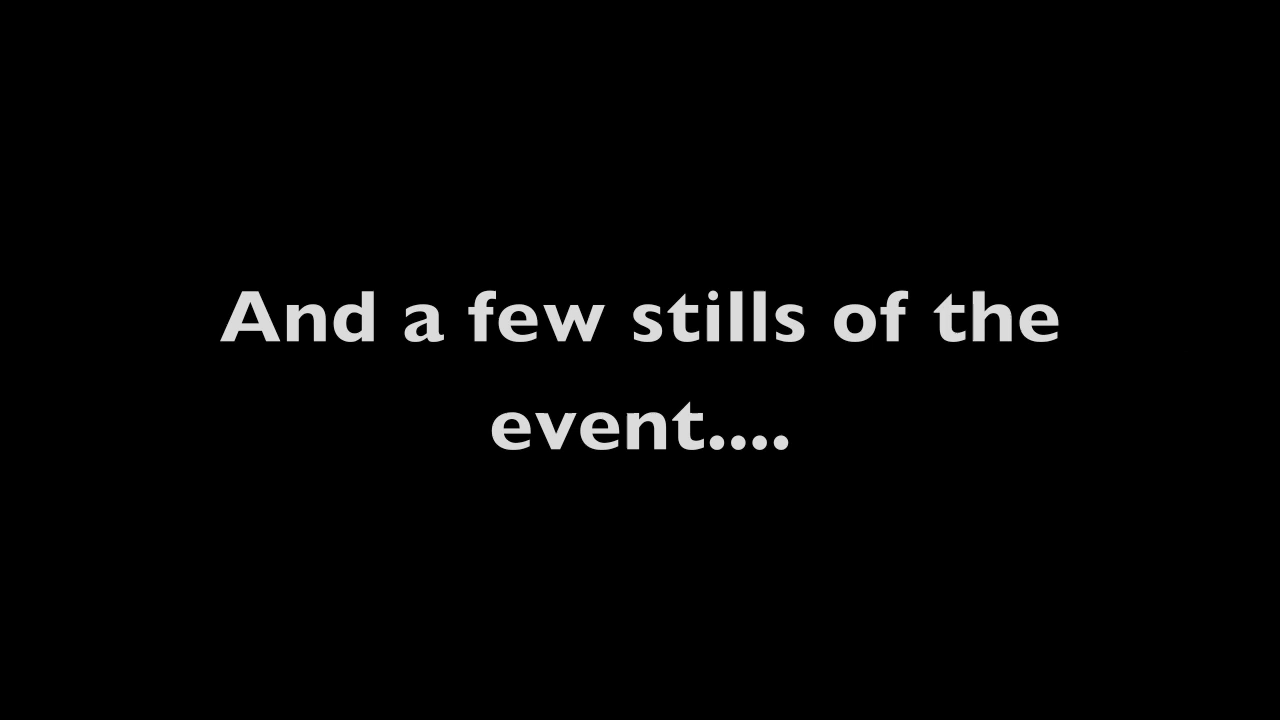 And a few stills of the
event....